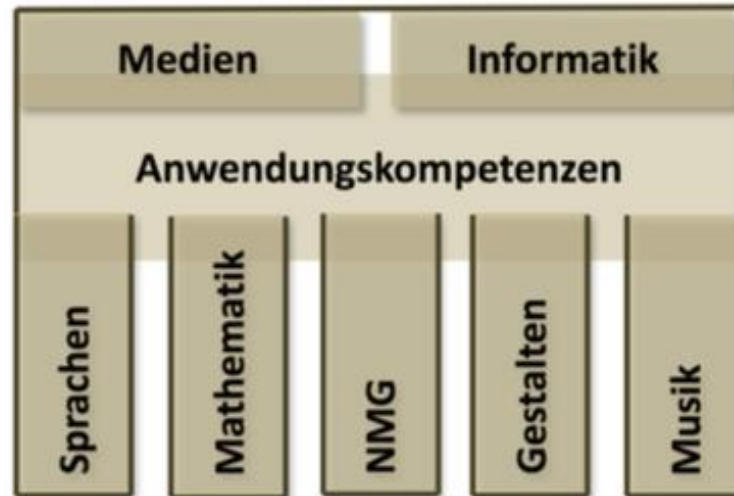 Medien
Informatik
Anwendungskompetenzen
Sprachen
Mathematik
NMG
Gestalten
Musik